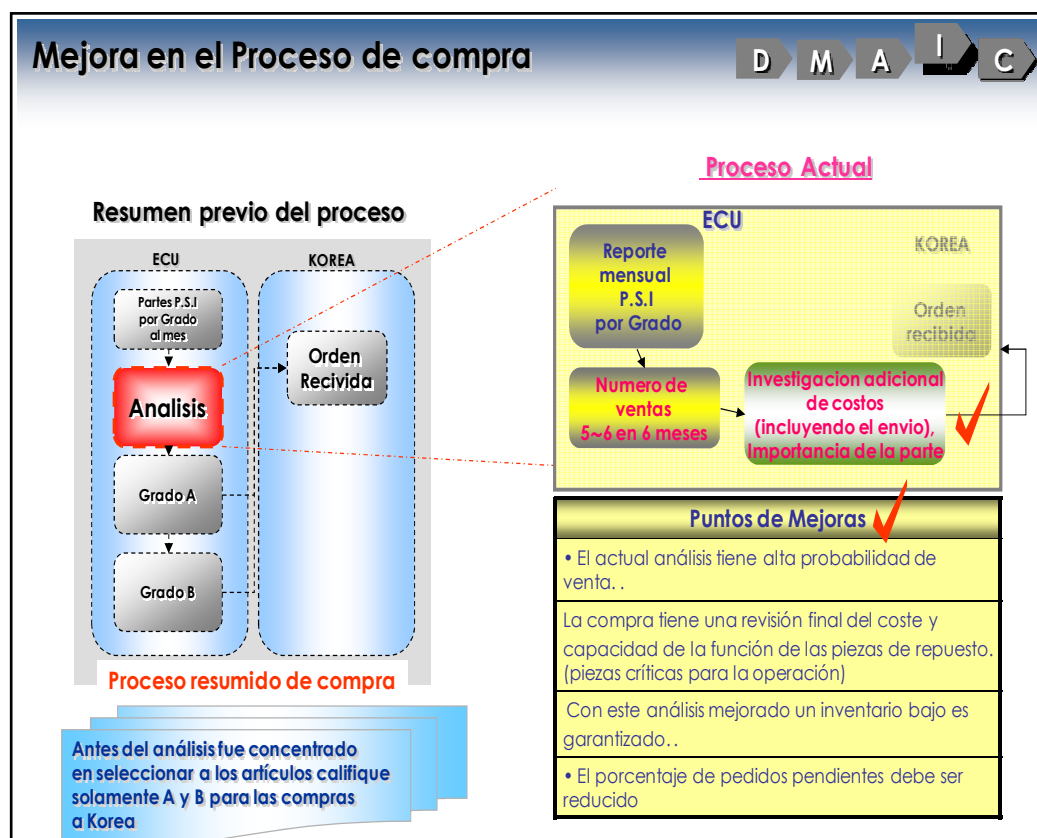 Mejora en el Proceso de compra
D M A I C
Proceso Actual
Resumen previo del proceso
ECU
KOREA
Partes P.S.I
por Grado
al mes
Analisis
Grado A
Grado B
Orden
Recivida
Proceso resumido de compra
Antes del análisis fue concentrado
en seleccionar a los artículos califique
solamente A y B para las compras
a Korea
ECU
KOREA
Reporte
mensual
P.S.I
por Grado
Orden
recibida
Numero de
ventas
5~6 en 6 meses
Investigacion adicional
de costos
(incluyendo el envio),
Importancia de la parte
Puntos de Mejoras
• El actual análisis tiene alta probabilidad de
venta. .
La compra tiene una revisión final del coste y
capacidad de la función de las piezas de repuesto.
(piezas críticas para la operación)
Con este análisis mejorado un inventario bajo es
garantizado. .
• El porcentaje de pedidos pendientes debe ser
reducido